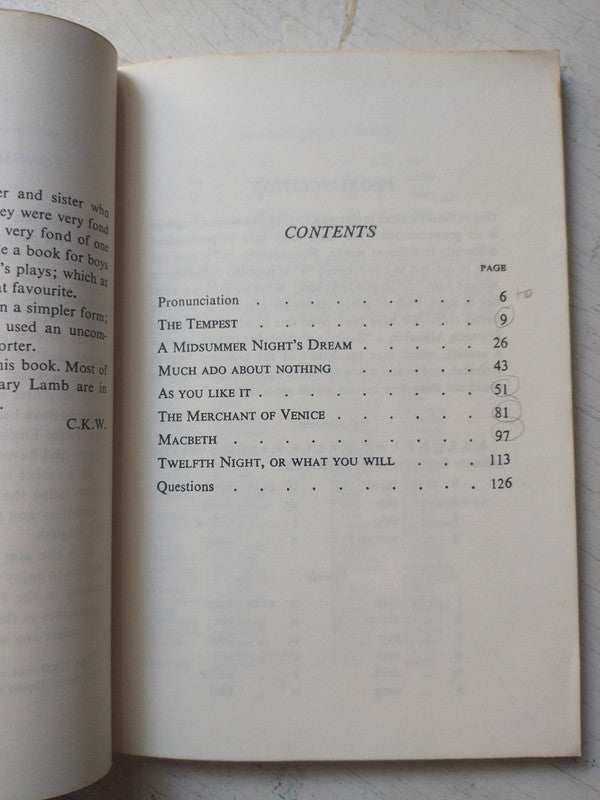 er and sister who
ey were very fond
very fond of one
e a book for boys
's plays; which at
t favourite.
n a simpler form;
used an uncom-
orter.
his book. Most of
ary Lamb are in
.
C.K.W.
CONTENTS
PAGE
Pronunciation . . . . . . . . . 6
THE TEMPEST . . . . . . . . . 9
A MIDSUMMER NIGHT'S DREAM . . . . . 26
MUCH ADO ABOUT NOTHING . . . . . 43
AS YOU LIKE IT . . . . . . . . . 51
THE MERCHANT OF VENICE . . . . . . 81
MACBETH . . . . . . . . . . 97
TWELFTH NIGHT, OR WHAT YOU WILL . . . 113
Questions . . . . . . . . . . 126